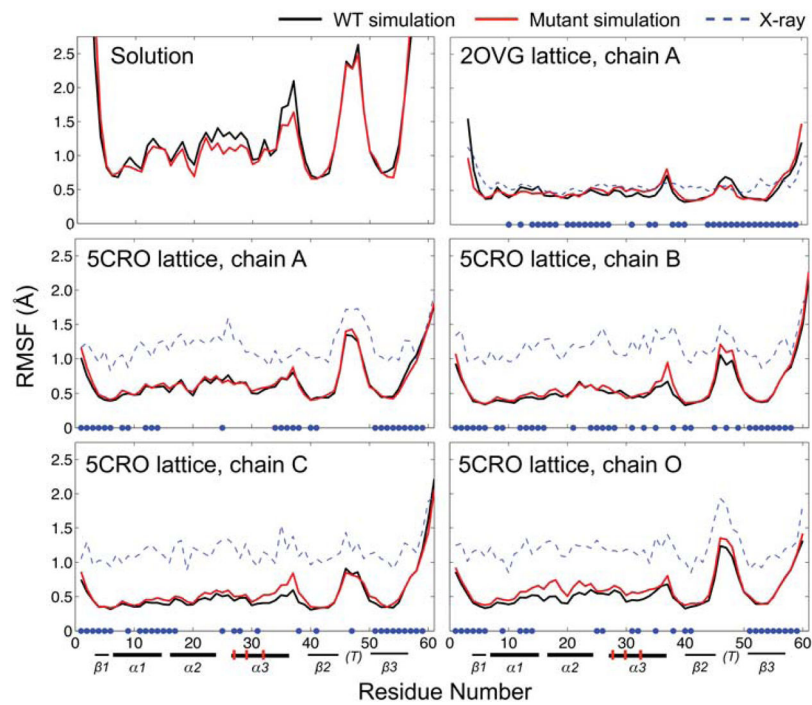 WT simulation Mutant simulation X-ray
Solution
2OVG lattice, chain A
2.5
2.0
1.5
1.0
0.5
0
5CRO lattice, chain A
5CRO lattice, chain B
2.5
2.0
1.5
1.0
0.5
0
5CRO lattice, chain C
5CRO lattice, chain O
2.5
2.0
1.5
1.0
0.5
0
RMSF (Å)
0 10 20 30 40 50 60 0 10 20 30 40 50 60
β1 α1 α2 α3 β2 (T) β3 β1 α1 α2 α3 β2 (T) β3
Residue Number